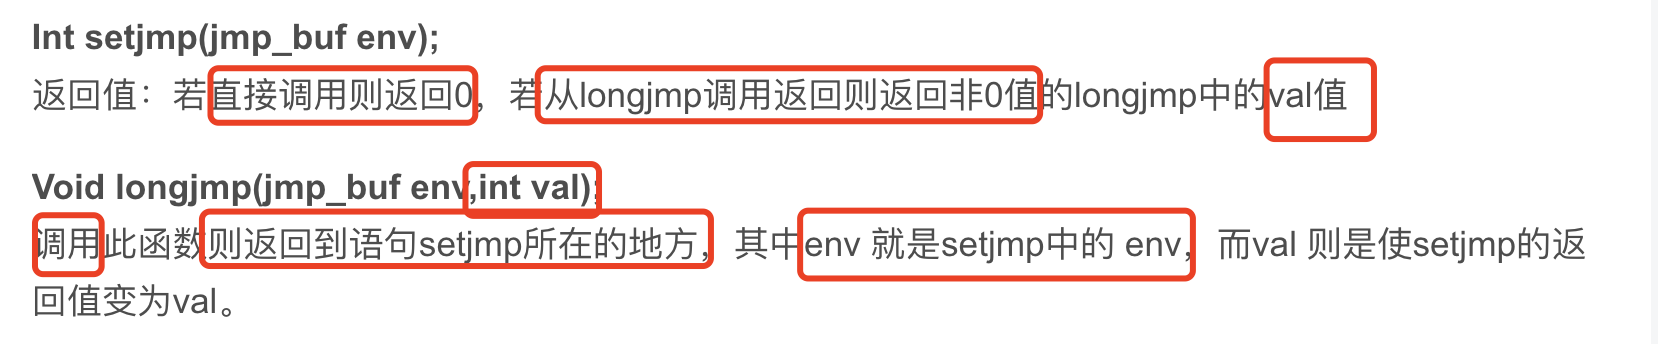 Int setjmp(jmp_buf env);
返回值：若直接调用则返回0，若从longjmp调用返回则返回非0值的longjmp中的val值
Void longjmp(jmp_buf env,int val);
调用此函数则返回到语句setjmp所在的地方，其中env 就是setjmp中的 env，而val 则是使setjmp的返
回值变为val。